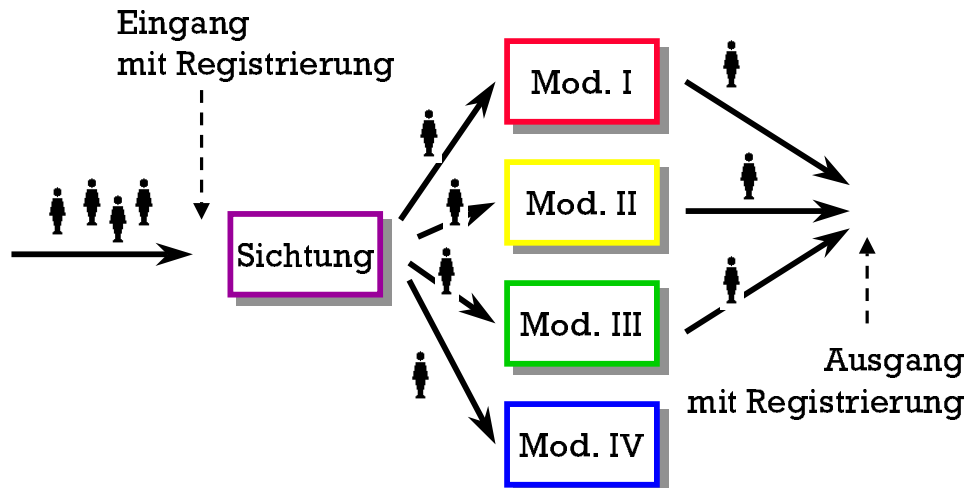 Eingang
mit Registrierung
Sichtung
Mod. I
Mod. II
Mod. III
Mod. IV
Ausgang
mit Registrierung